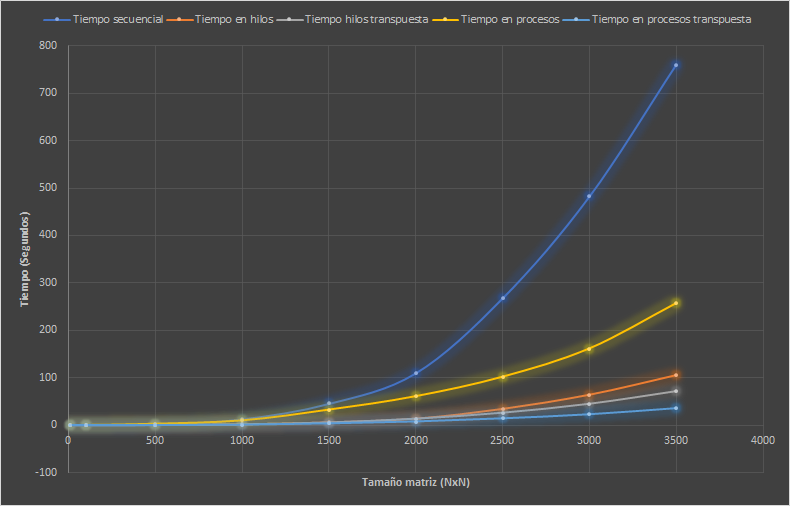 Tiempo secuencial Tiempo en hilos Tiempo hilos transpuesta Tiempo en procesos Tiempo en procesos transpuesta
800
700
600
500
400
300
200
100
0
-100
Tiempo (Segundos)
0 500 1000 1500 2000 2500 3000 3500 4000
Tamaño matriz (NxN)